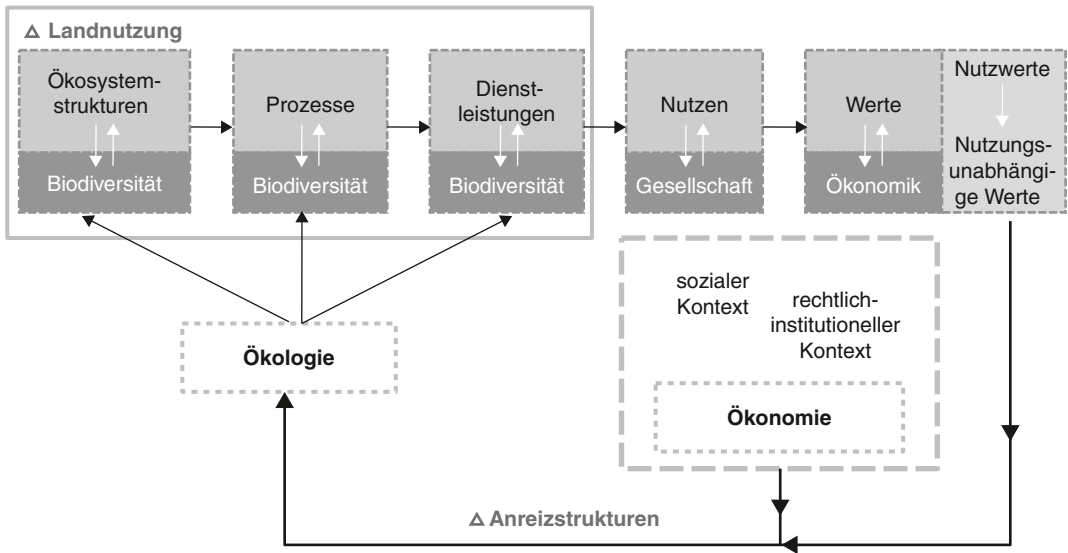 Δ Landnutzung
Ökosystem-
strukturen
Biodiversität
Prozesse
Biodiversität
Dienst-
leistungen
Biodiversität
Nutzen
Gesellschaft
Werte
Ökonomik
Nutzwerte
Nutzungs-
unabhängi-
ge Werte
sozialer
Kontext
rechtlich-
institutioneller
Kontext
Ökologie
Ökonomie
Δ Anreizstrukturen